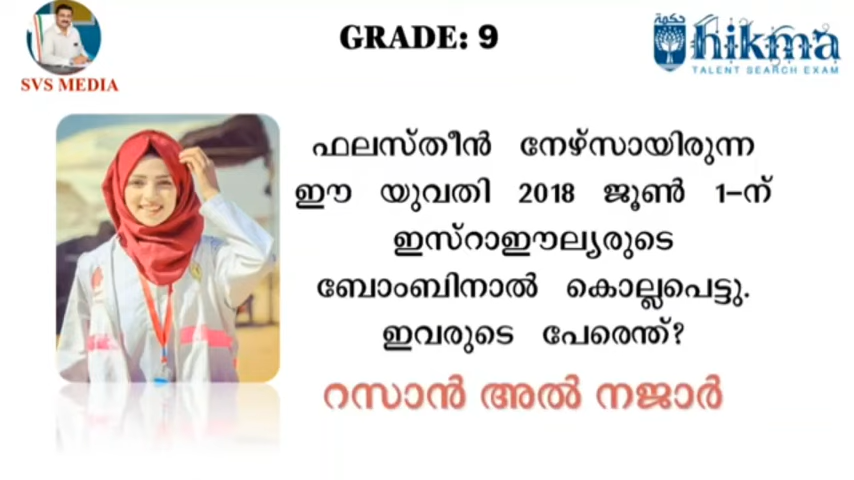 GRADE: 9
SVS MEDIA
حكمة
hikma
TALENT SEARCH EXAM
ഫലസ്തീൻ നേഴ്സായിരുന്ന
ഈ യുവതി 2018 ജൂൺ 1-ന്
ഇസ്റാഈല്യരുടെ
ബോംബിനാൽ കൊല്ലപെട്ടു.
ഇവരുടെ പേരെന്ത്?
റസാൻ അൽ നജാർ